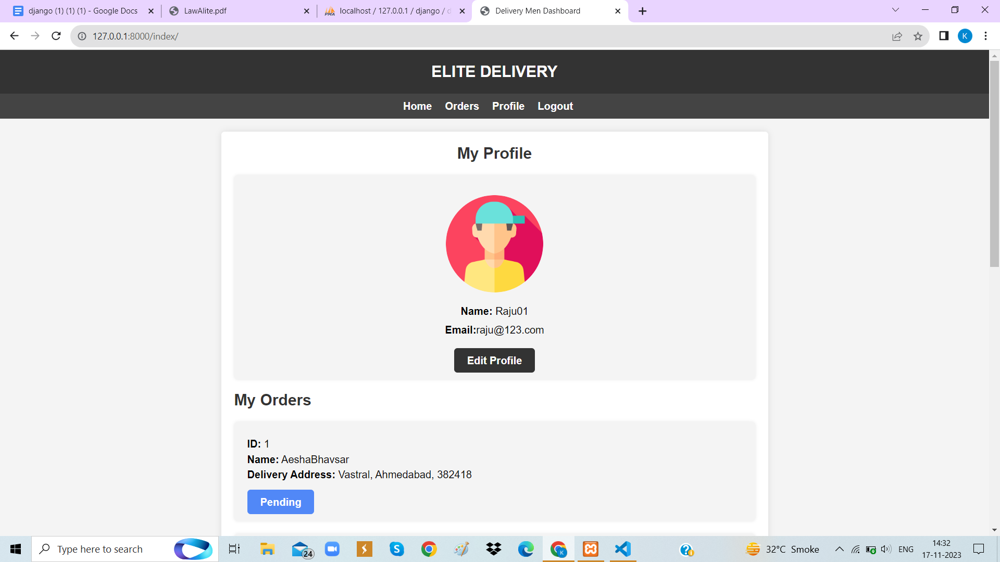 django (1) (1) (1) - Google Docs
LawAlite.pdf
PMA
localhost / 127.0.0.1 / django / d
Delivery Men Dashboard
127.0.0.1:8000/index/
K
ELITE DELIVERY
Home Orders Profile Logout
My Profile
Name: Raju01
Email:raju@123.com
Edit Profile
My Orders
ID: 1
Name: AeshaBhavsar
Delivery Address: Vastral, Ahmedabad, 382418
Pending
Type here to search
24
S
K
32°C Smoke
ENG
14:32
17-11-2023